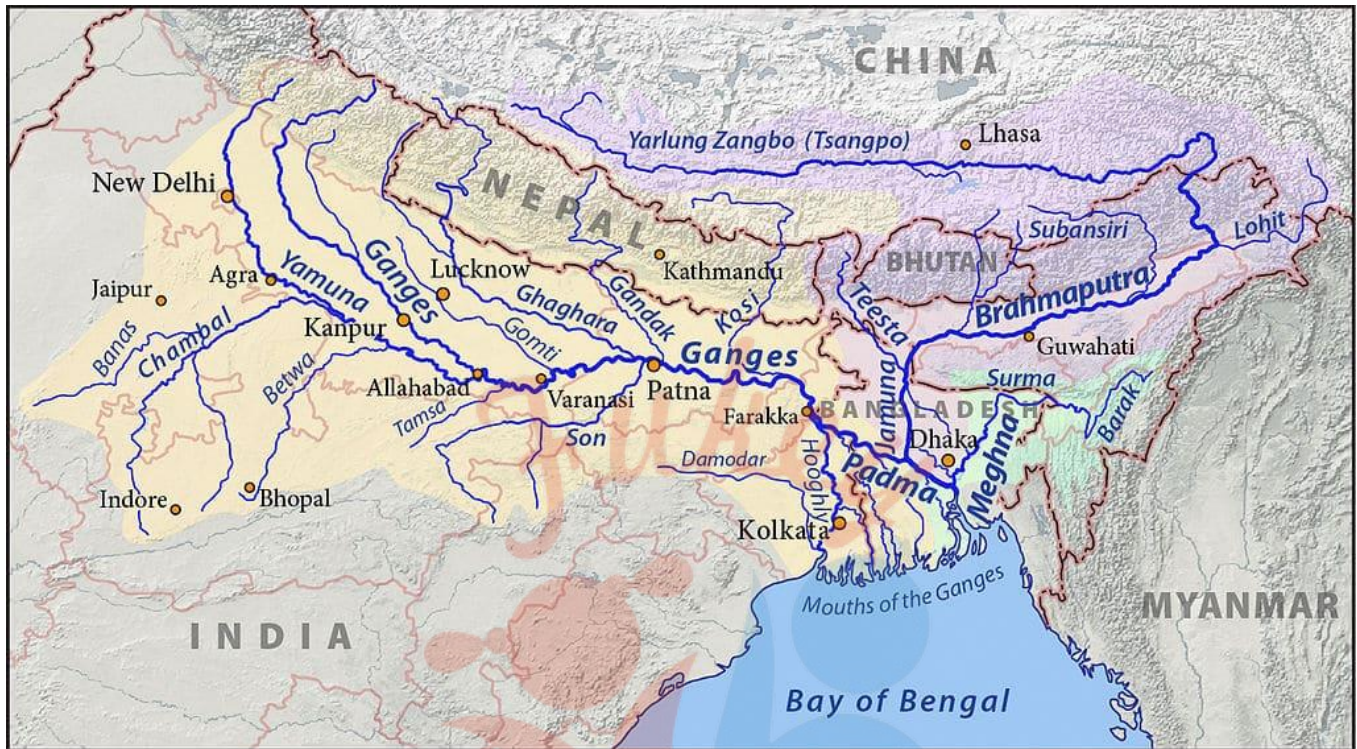 CHINA
Yarlung Zangbo (Tsangpo)
Lhasa
New Delhi
NEPAL
Subansiri
Lohit
Ganges
Lucknow
Kathmandu
BHUTAN
Agra
Yamuna
Jaipur
Ghaghara
Gandak
Kosi
Teesta
Brahmaputra
Banas
Chambal
Kanpur
Gomti
Ganges
Guwahati
Betwa
Allahabad
Varanasi
Patna
Surma
Tamsa
Son
Farakka
BANGLADESH
Jamuna
Barak
Dhaka
Meghna
Damodar
Hooghly
Padma
Indore
Bhopal
Kolkata
Mouths of the Ganges
INDIA
MYANMAR
Bay of Bengal